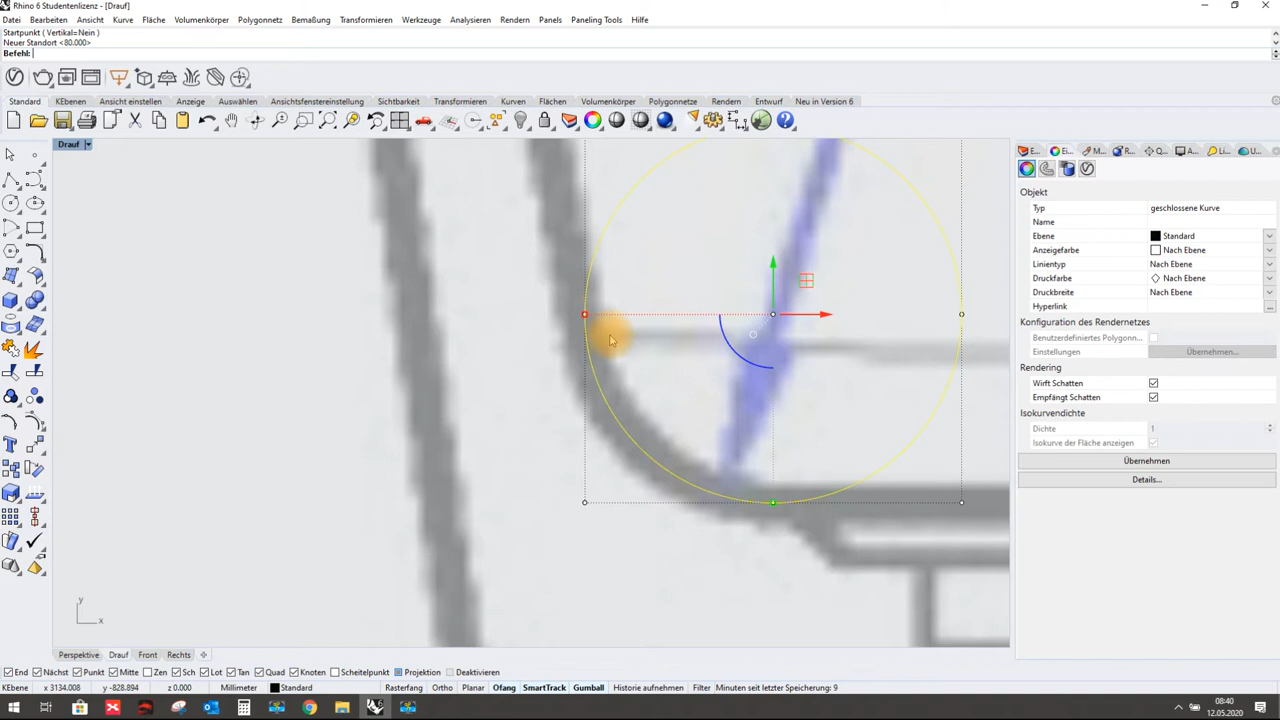 Rhino 6 Studentenlizenz - [Drauf]
Datei Bearbeiten Ansicht Kurve Fläche Volumenkörper Polygonnetz Bemaßung Transformieren Werkzeuge Analysieren Rendern Panels Paneling Tools Hilfe
Startpunkt ( Vertikal=Nein )
Neuer Standort <80.000>
Befehl:
Standard KEbenen Ansicht einstellen Anzeige Auswählen Ansichtsfenstereinstellung Sichtbarkeit Transformieren Kurven Flächen Volumenkörper Polygonnetze Rendern Entwurf Neu in Version 6
Drauf
E... Ei... M... R... Q... A... Li... U...
Objekt
Typ geschlossene Kurve
Name
Ebene Standard
Anzeigefarbe Nach Ebene
Linientyp Nach Ebene
Druckfarbe Nach Ebene
Druckbreite Nach Ebene
Hyperlink ...
Konfiguration des Rendernetzes
Benutzerdefiniertes Polygonn...
Einstellungen Übernehmen...
Rendering
Wirft Schatten
Empfängt Schatten
Isokurvendichte
Dichte 1
Isokurve der Fläche anzeigen
Übernehmen
Details...
y
x
Perspektive Drauf Front Rechts
End Nächst Punkt Mitte Zen Sch Lot Tan Quad Knoten Scheitelpunkt Projektion Deaktivieren
KEbene x 3134.008 y -828.894 z 0.000 Millimeter Standard Rasterfang Ortho Planar Ofang SmartTrack Gumball Historie aufnehmen Filter Minuten seit letzter Speicherung: 9
08:40
12.05.2020